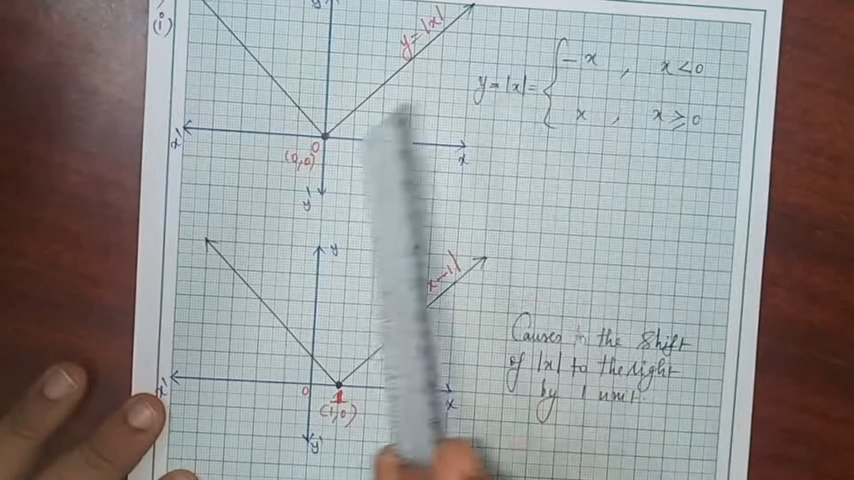 (i)
y
y=|x|
y=|x|= { -x , x<0
x , x≥0
x'
0
(0,0)
x
y'
y
x-1|
Causes in the shift
of |x| to the right
by 1 unit.
x'
0
1
(1,0)
x
y'